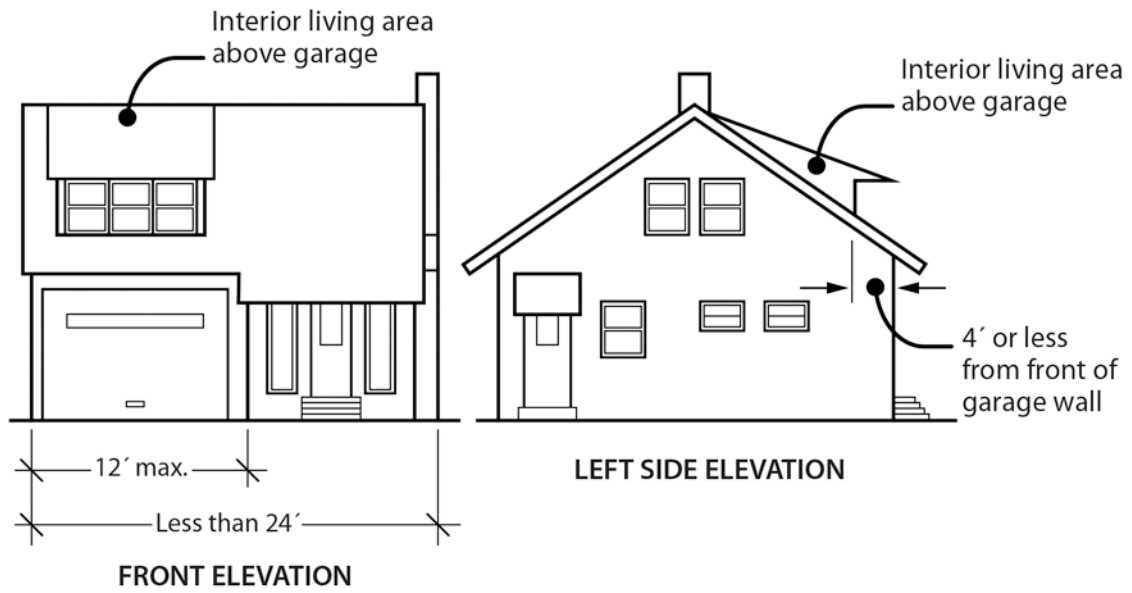 Interior living area
above garage
Interior living area
above garage
4´ or less
from front of
garage wall
12´ max.
Less than 24´
LEFT SIDE ELEVATION
FRONT ELEVATION